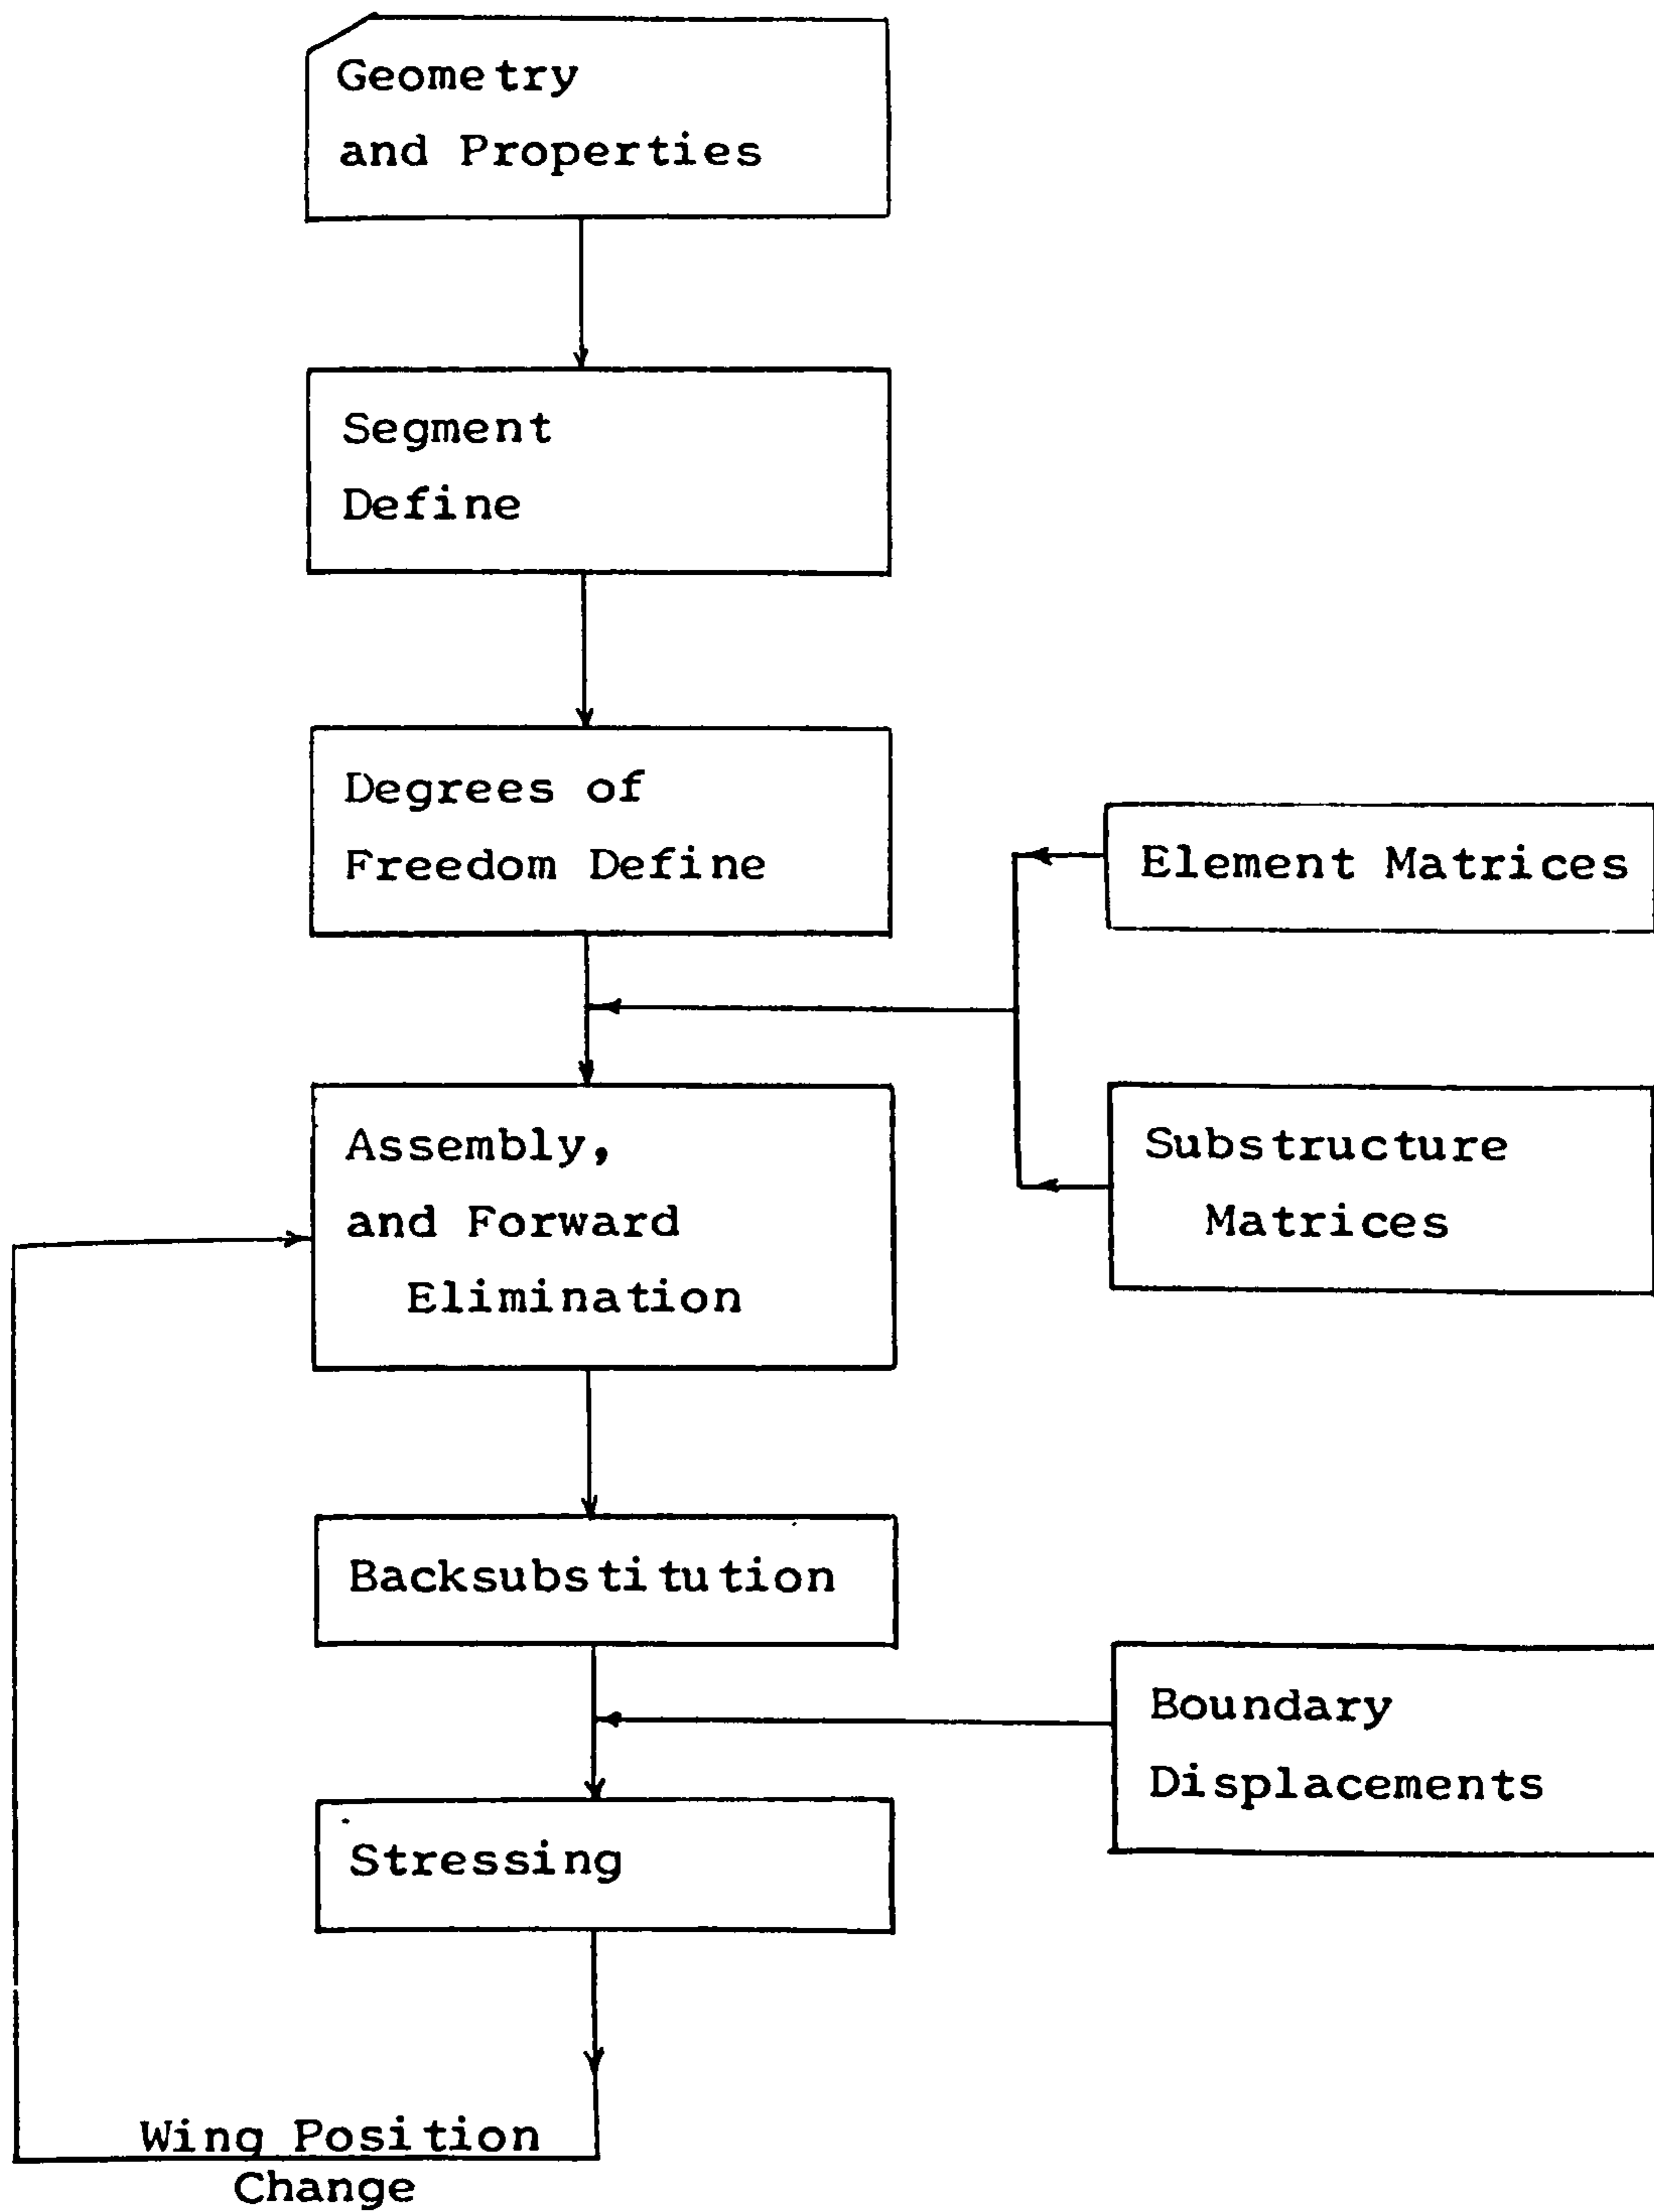 Geometry
and Properties
Segment
Define
Degrees of
Freedom Define
Element Matrices
Assembly,
and Forward
Elimination
Substructure
Matrices
Backsubstitution
Boundary
Displacements
Stressing
Wing Position
Change